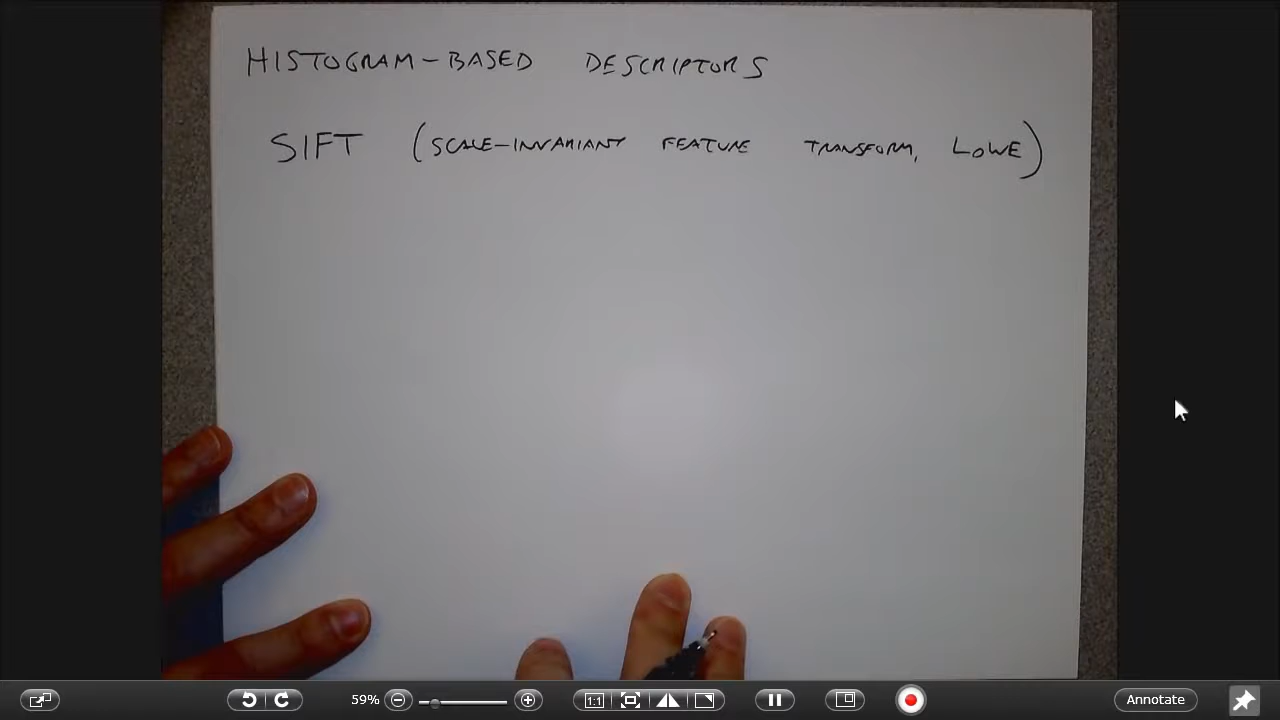 HISTOGRAM-BASED DESCRIPTORS
SIFT (SCALE-INVARIANT FEATURE TRANSFORM, LOWE)
59% 1:1 Annotate